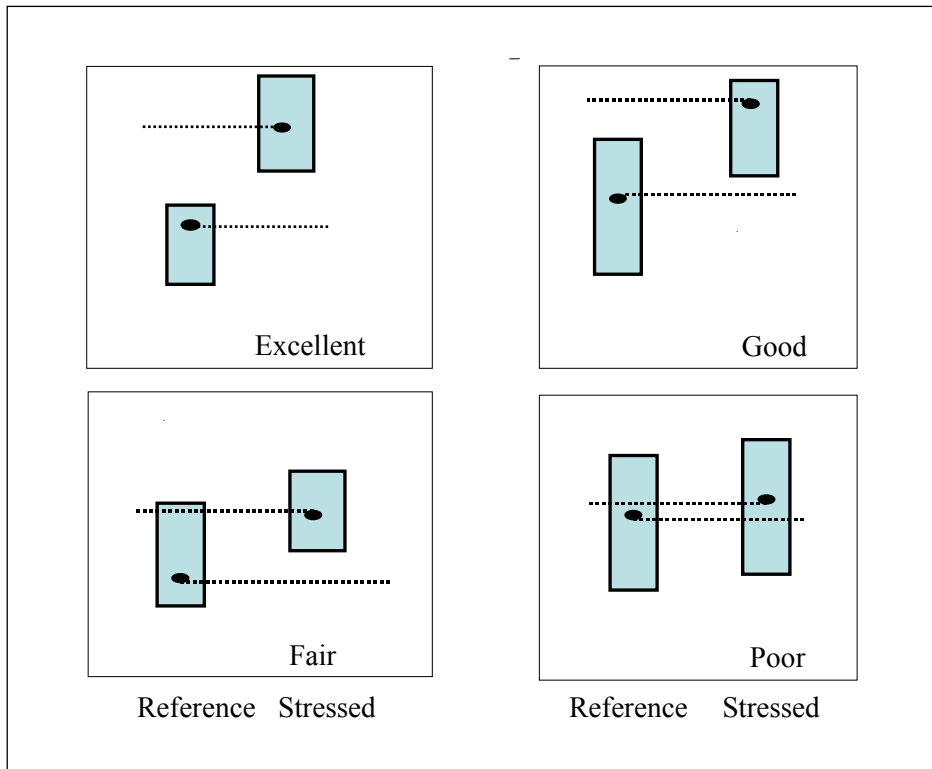 Excellent
Good
Fair
Poor
Reference Stressed
Reference Stressed